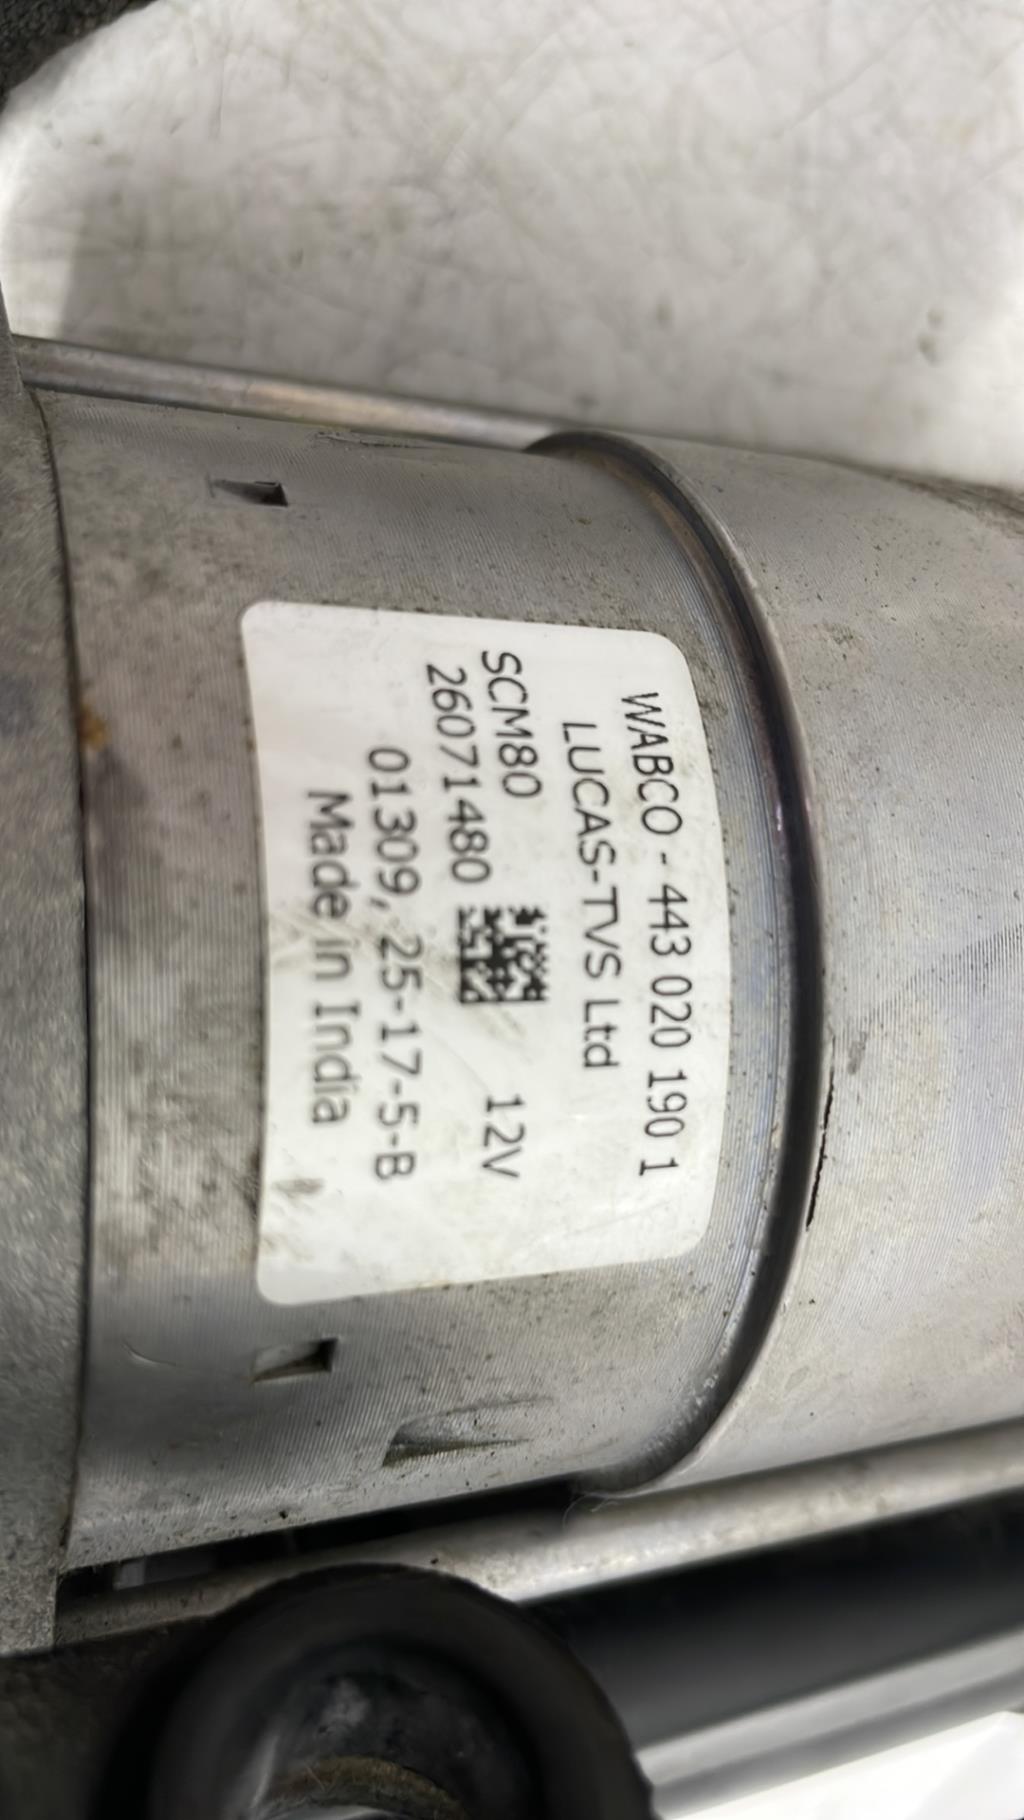 WABCO - 443 020 190 1
LUCAS-TVS Ltd
SCM80
26071480
12V
01309, 25-17-5-B
Made in India